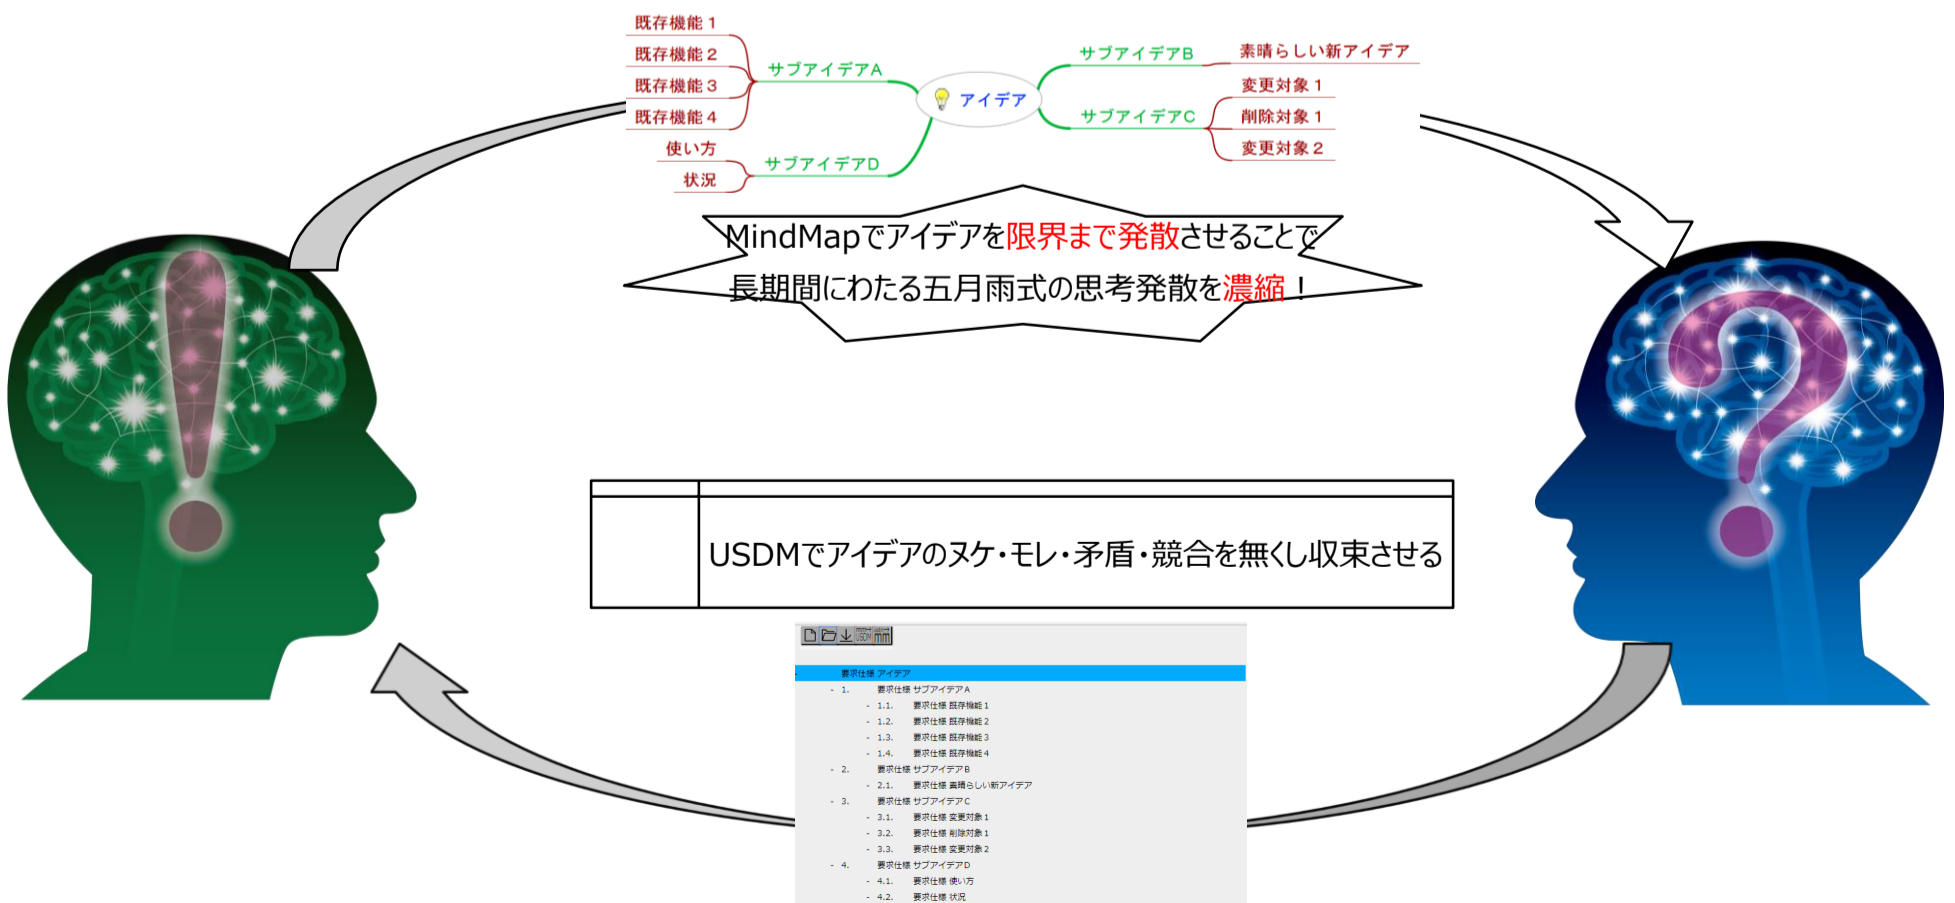 既存機能１
既存機能２
既存機能３
既存機能４
サブアイデアA
使い方
状況
サブアイデアD
アイデア
サブアイデアB
素晴らしい新アイデア
サブアイデアC
変更対象１
削除対象１
変更対象２
MindMapでアイデアを限界まで発散させることで
長期間にわたる五月雨式の思考発散を濃縮！
USDMでアイデアのヌケ・モレ・矛盾・競合を無くし収束させる
USDM mm
要求仕様 アイデア
- 1. 要求仕様 サブアイデアA
- 1.1. 要求仕様 既存機能１
- 1.2. 要求仕様 既存機能２
- 1.3. 要求仕様 既存機能３
- 1.4. 要求仕様 既存機能４
- 2. 要求仕様 サブアイデアB
- 2.1. 要求仕様 素晴らしい新アイデア
- 3. 要求仕様 サブアイデアC
- 3.1. 要求仕様 変更対象１
- 3.2. 要求仕様 削除対象１
- 3.3. 要求仕様 変更対象２
- 4. 要求仕様 サブアイデアD
- 4.1. 要求仕様 使い方
- 4.2. 要求仕様 状況